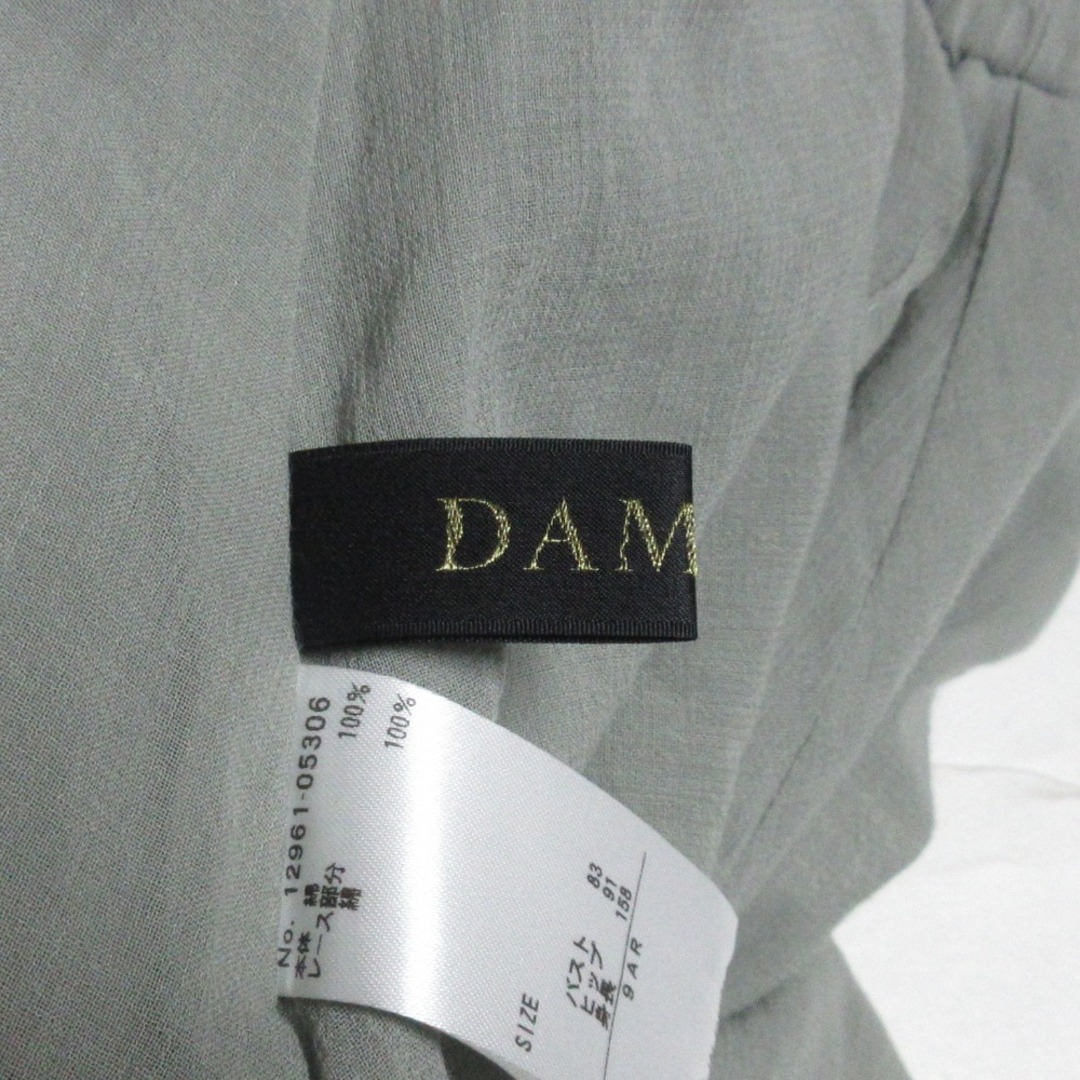 DAM
No. 12961-05306
本体 綿 100%
レース部分
綿 100%
SIZE
バスト 83
ヒップ 91
身長 158
9AR